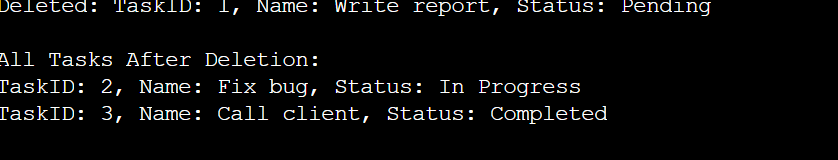 Deleted: TaskID: 1, Name: Write report, Status: Pending
All Tasks After Deletion:
TaskID: 2, Name: Fix bug, Status: In Progress
TaskID: 3, Name: Call client, Status: Completed